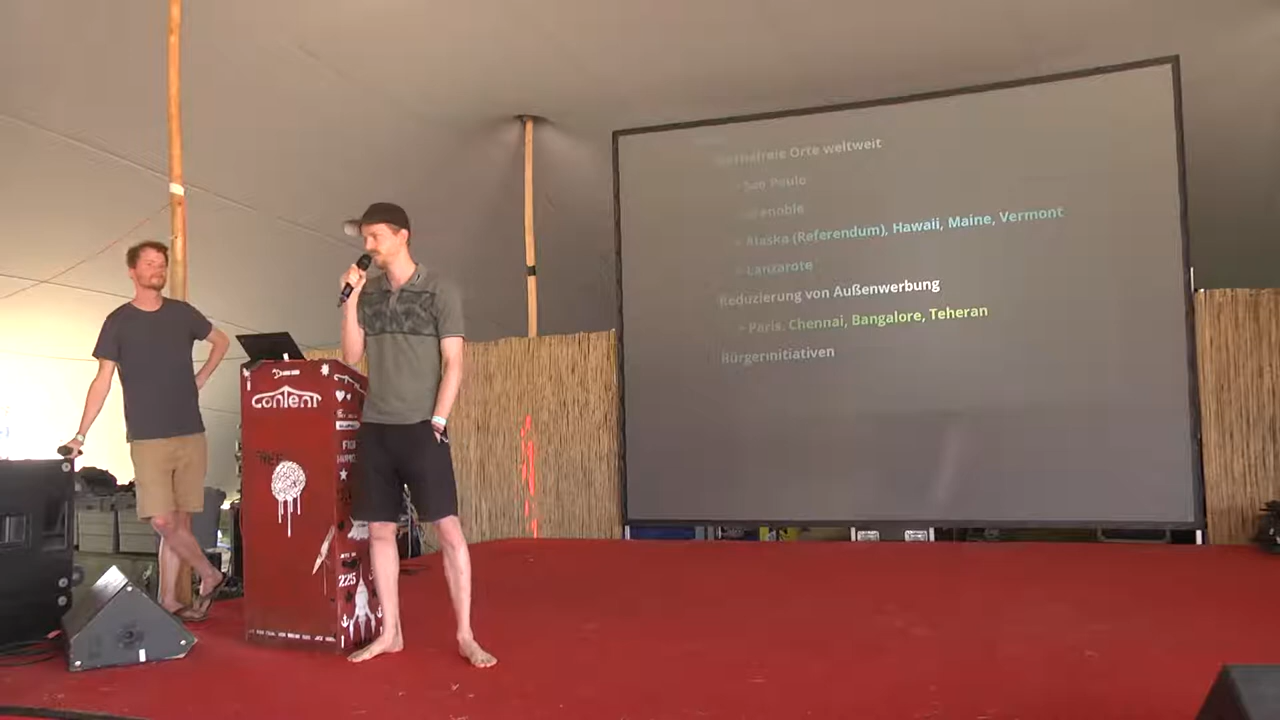 Content
225
Orte weltweit
Sao Paulo
Alaska (Referendum), Hawaii, Maine, Vermont
Lanzarote
Reduzierung von Außenwerbung
Paris, Chennai, Bangalore, Teheran
Bürgerinitiativen